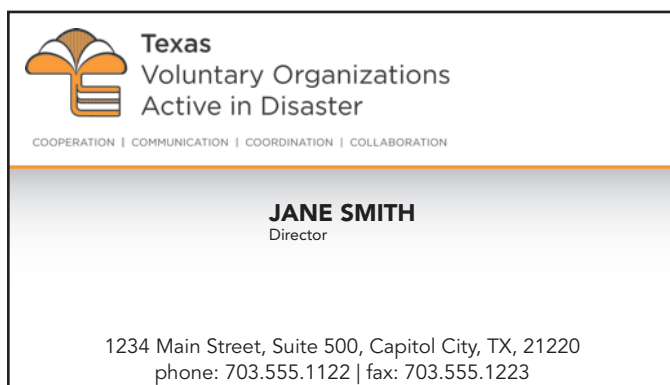 Texas
Voluntary Organizations
Active in Disaster
COOPERATION | COMMUNICATION | COORDINATION | COLLABORATION
JANE SMITH
Director
1234 Main Street, Suite 500, Capitol City, TX, 21220
phone: 703.555.1122 | fax: 703.555.1223